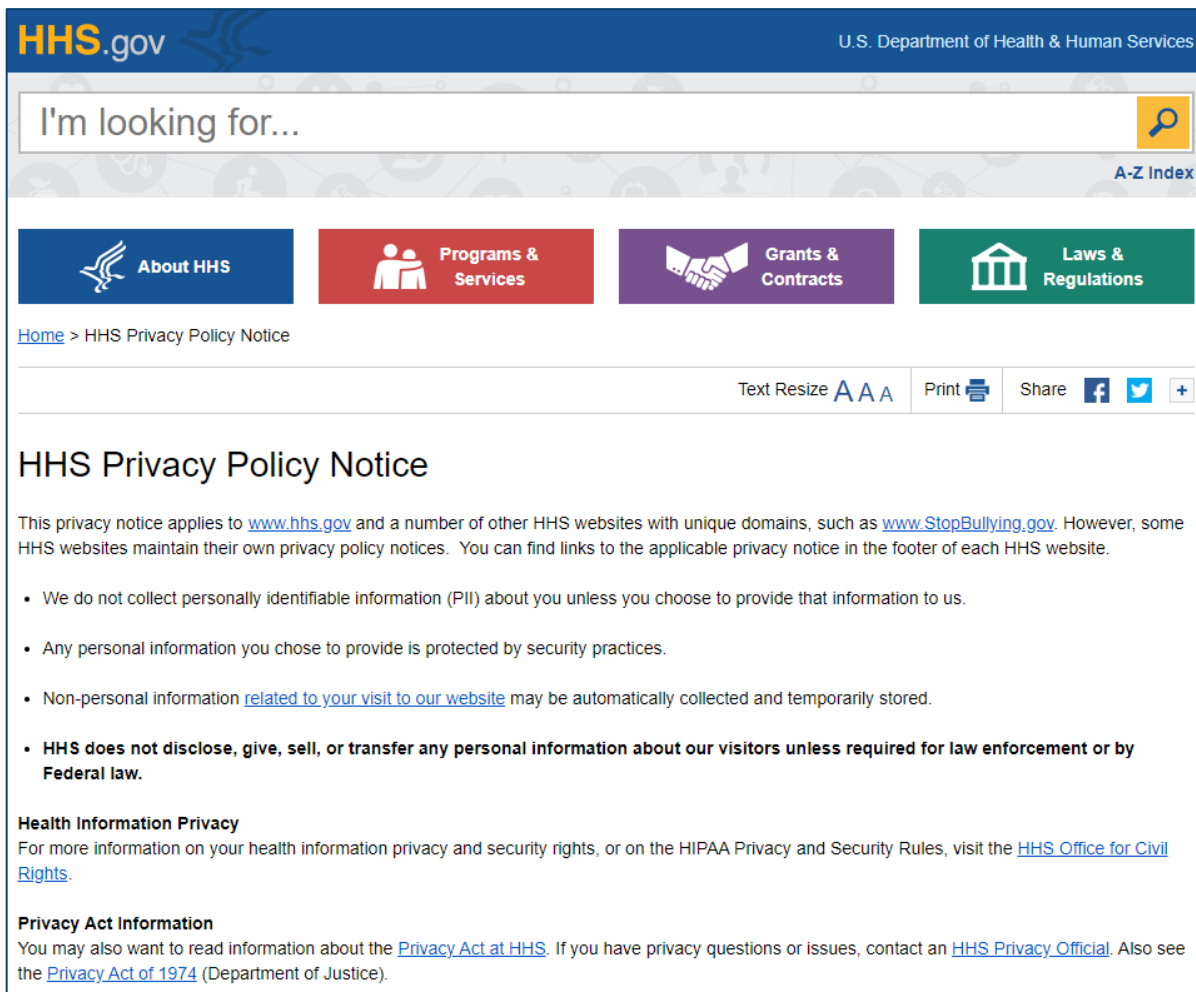 HHS.gov
U.S. Department of Health & Human Services
I'm looking for...
A-Z Index
About HHS
Programs &
Services
Grants &
Contracts
Laws &
Regulations
Home > HHS Privacy Policy Notice
Text Resize A A A Print Share f +
HHS Privacy Policy Notice
This privacy notice applies to www.hhs.gov and a number of other HHS websites with unique domains, such as www.StopBullying.gov. However, some
HHS websites maintain their own privacy policy notices.  You can find links to the applicable privacy notice in the footer of each HHS website.
• We do not collect personally identifiable information (PII) about you unless you choose to provide that information to us.
• Any personal information you chose to provide is protected by security practices.
• Non-personal information related to your visit to our website may be automatically collected and temporarily stored.
• HHS does not disclose, give, sell, or transfer any personal information about our visitors unless required for law enforcement or by
Federal law.
Health Information Privacy
For more information on your health information privacy and security rights, or on the HIPAA Privacy and Security Rules, visit the HHS Office for Civil
Rights.
Privacy Act Information
You may also want to read information about the Privacy Act at HHS. If you have privacy questions or issues, contact an HHS Privacy Official. Also see
the Privacy Act of 1974 (Department of Justice).